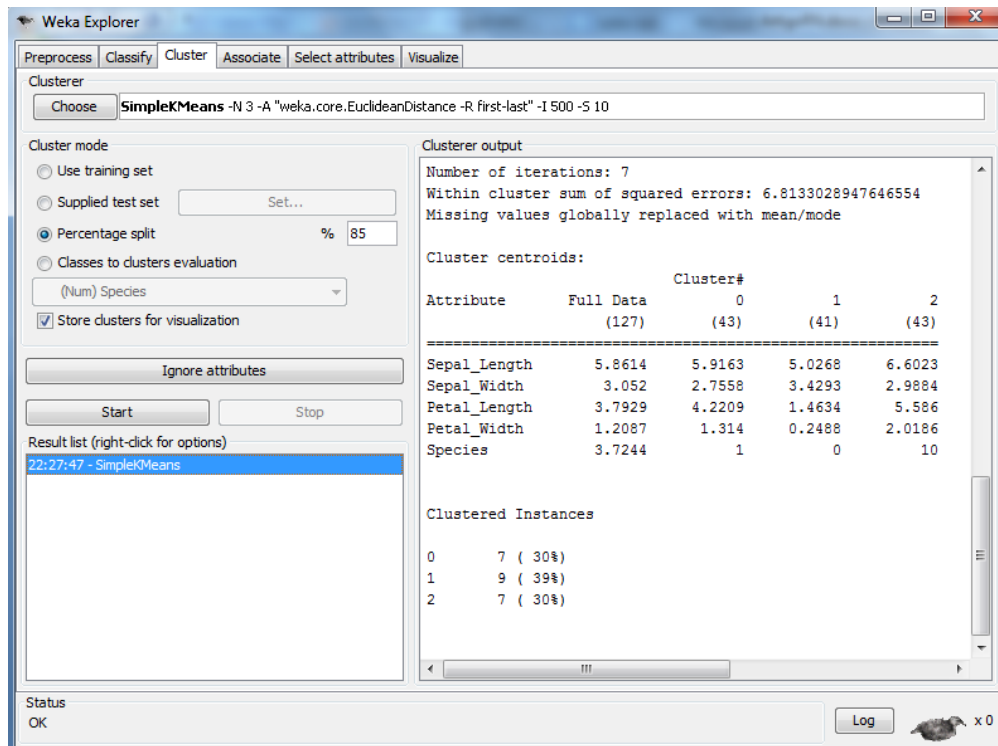 Weka Explorer
Preprocess Classify Cluster Associate Select attributes Visualize
Clusterer
Choose SimpleKMeans -N 3 -A "weka.core.EuclideanDistance -R first-last" -I 500 -S 10
Cluster mode
Use training set
Supplied test set Set...
Percentage split % 85
Classes to clusters evaluation
(Num) Species
Store clusters for visualization
Ignore attributes
Start Stop
Result list (right-click for options)
22:27:47 - SimpleKMeans
Clusterer output
Number of iterations: 7
Within cluster sum of squared errors: 6.8133028947646554
Missing values globally replaced with mean/mode
Cluster centroids:
Cluster#
Attribute Full Data 0 1 2
(127) (43) (41) (43)
==========================================================
Sepal_Length 5.8614 5.9163 5.0268 6.6023
Sepal_Width 3.052 2.7558 3.4293 2.9884
Petal_Length 3.7929 4.2209 1.4634 5.586
Petal_Width 1.2087 1.314 0.2488 2.0186
Species 3.7244 1 0 10
Clustered Instances
0 7 ( 30%)
1 9 ( 39%)
2 7 ( 30%)
Status
OK
Log x 0